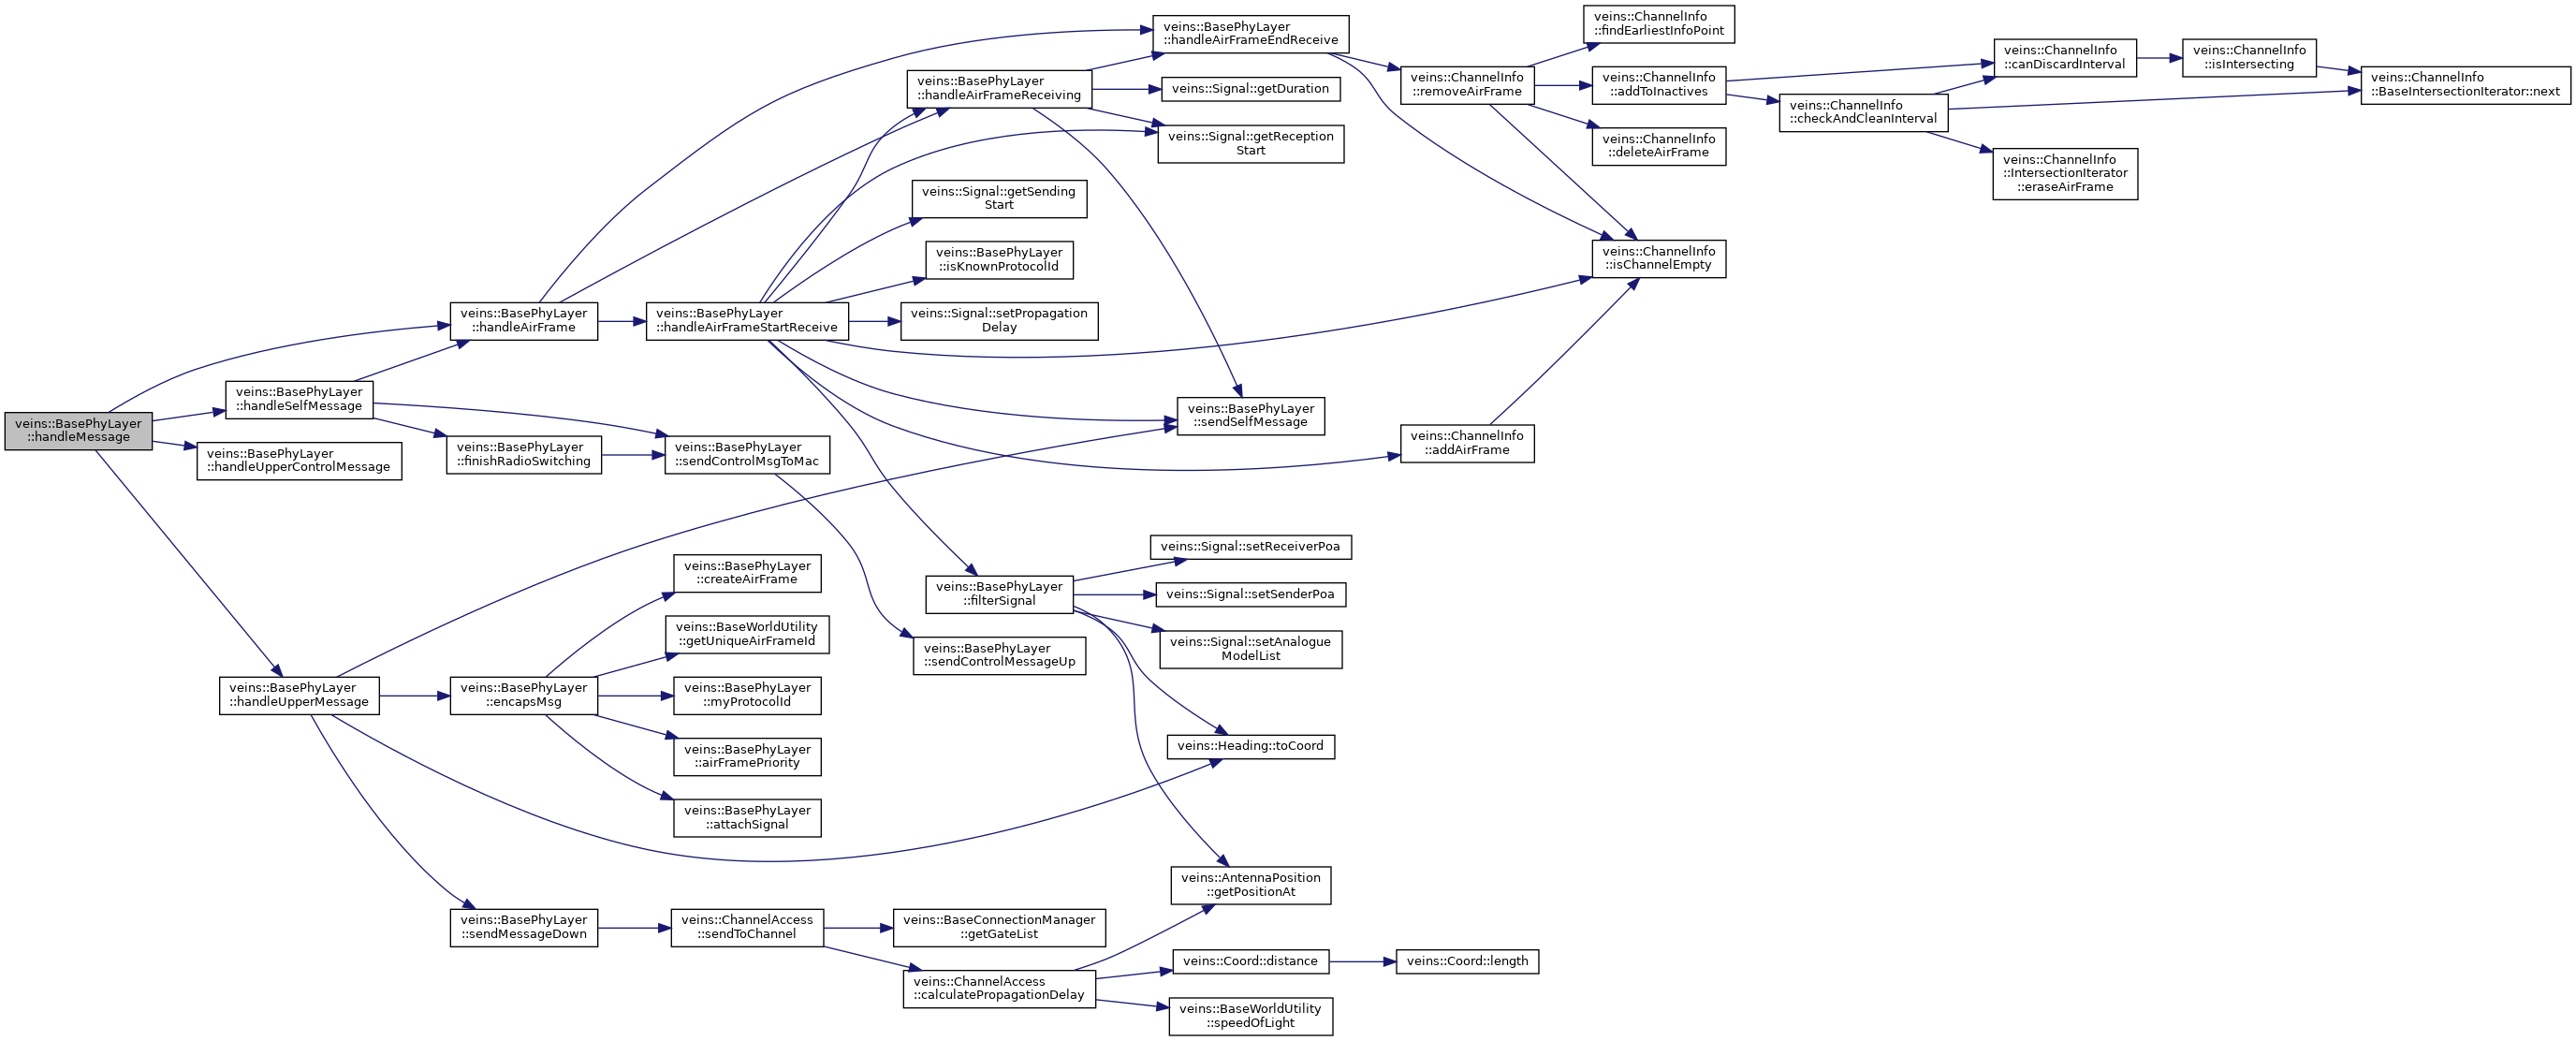 veins::BasePhyLayer
::handleMessage
veins::BasePhyLayer
::handleAirFrame
veins::BasePhyLayer
::handleSelfMessage
veins::BasePhyLayer
::handleUpperControlMessage
veins::BasePhyLayer
::handleUpperMessage
veins::BasePhyLayer
::finishRadioSwitching
veins::BasePhyLayer
::encapsMsg
veins::BasePhyLayer
::sendMessageDown
veins::BasePhyLayer
::handleAirFrameStartReceive
veins::BasePhyLayer
::sendControlMsgToMac
veins::BasePhyLayer
::createAirFrame
veins::BaseWorldUtility
::getUniqueAirFrameId
veins::BasePhyLayer
::myProtocolId
veins::BasePhyLayer
::airFramePriority
veins::BasePhyLayer
::attachSignal
veins::ChannelAccess
::sendToChannel
veins::BasePhyLayer
::handleAirFrameReceiving
veins::Signal::getSending
Start
veins::BasePhyLayer
::isKnownProtocolId
veins::Signal::setPropagation
Delay
veins::BasePhyLayer
::filterSignal
veins::BasePhyLayer
::sendControlMessageUp
veins::BaseConnectionManager
::getGateList
veins::ChannelAccess
::calculatePropagationDelay
veins::BasePhyLayer
::handleAirFrameEndReceive
veins::Signal::getDuration
veins::Signal::getReception
Start
veins::BasePhyLayer
::sendSelfMessage
veins::Signal::setReceiverPoa
veins::Signal::setSenderPoa
veins::Signal::setAnalogue
ModelList
veins::Heading::toCoord
veins::AntennaPosition
::getPositionAt
veins::Coord::distance
veins::BaseWorldUtility
::speedOfLight
veins::ChannelInfo
::removeAirFrame
veins::ChannelInfo
::addAirFrame
veins::Coord::length
veins::ChannelInfo
::findEarliestInfoPoint
veins::ChannelInfo
::addToInactives
veins::ChannelInfo
::deleteAirFrame
veins::ChannelInfo
::isChannelEmpty
veins::ChannelInfo
::checkAndCleanInterval
veins::ChannelInfo
::canDiscardInterval
veins::ChannelInfo
::IntersectionIterator
::eraseAirFrame
veins::ChannelInfo
::isIntersecting
veins::ChannelInfo
::BaseIntersectionIterator::next